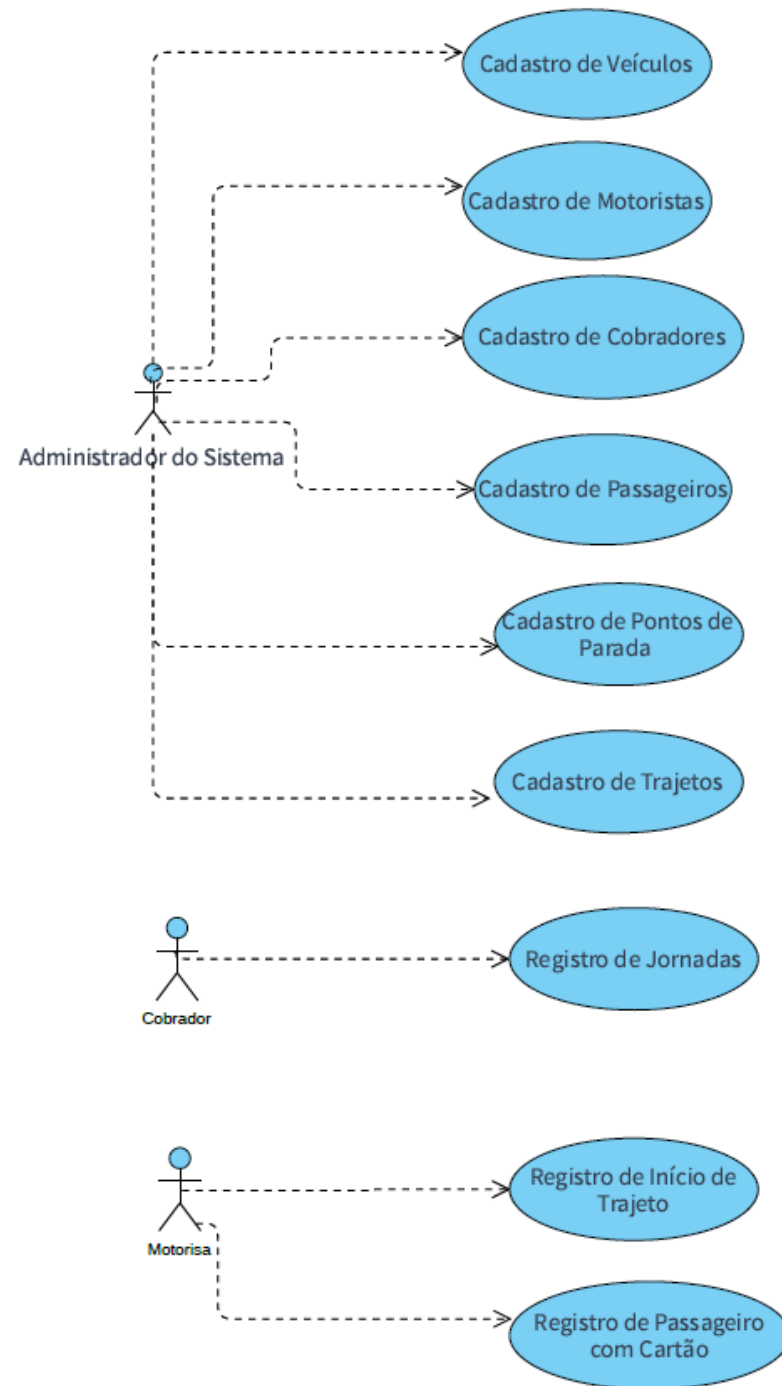 Cadastro de Veículos
Cadastro de Motoristas
Cadastro de Cobradores
Administrador do Sistema
Cadastro de Passageiros
Cadastro de Pontos de
Parada
Cadastro de Trajetos
Registro de Jornadas
Cobrador
Registro de Início de
Trajeto
Motorisa
Registro de Passageiro
com Cartão